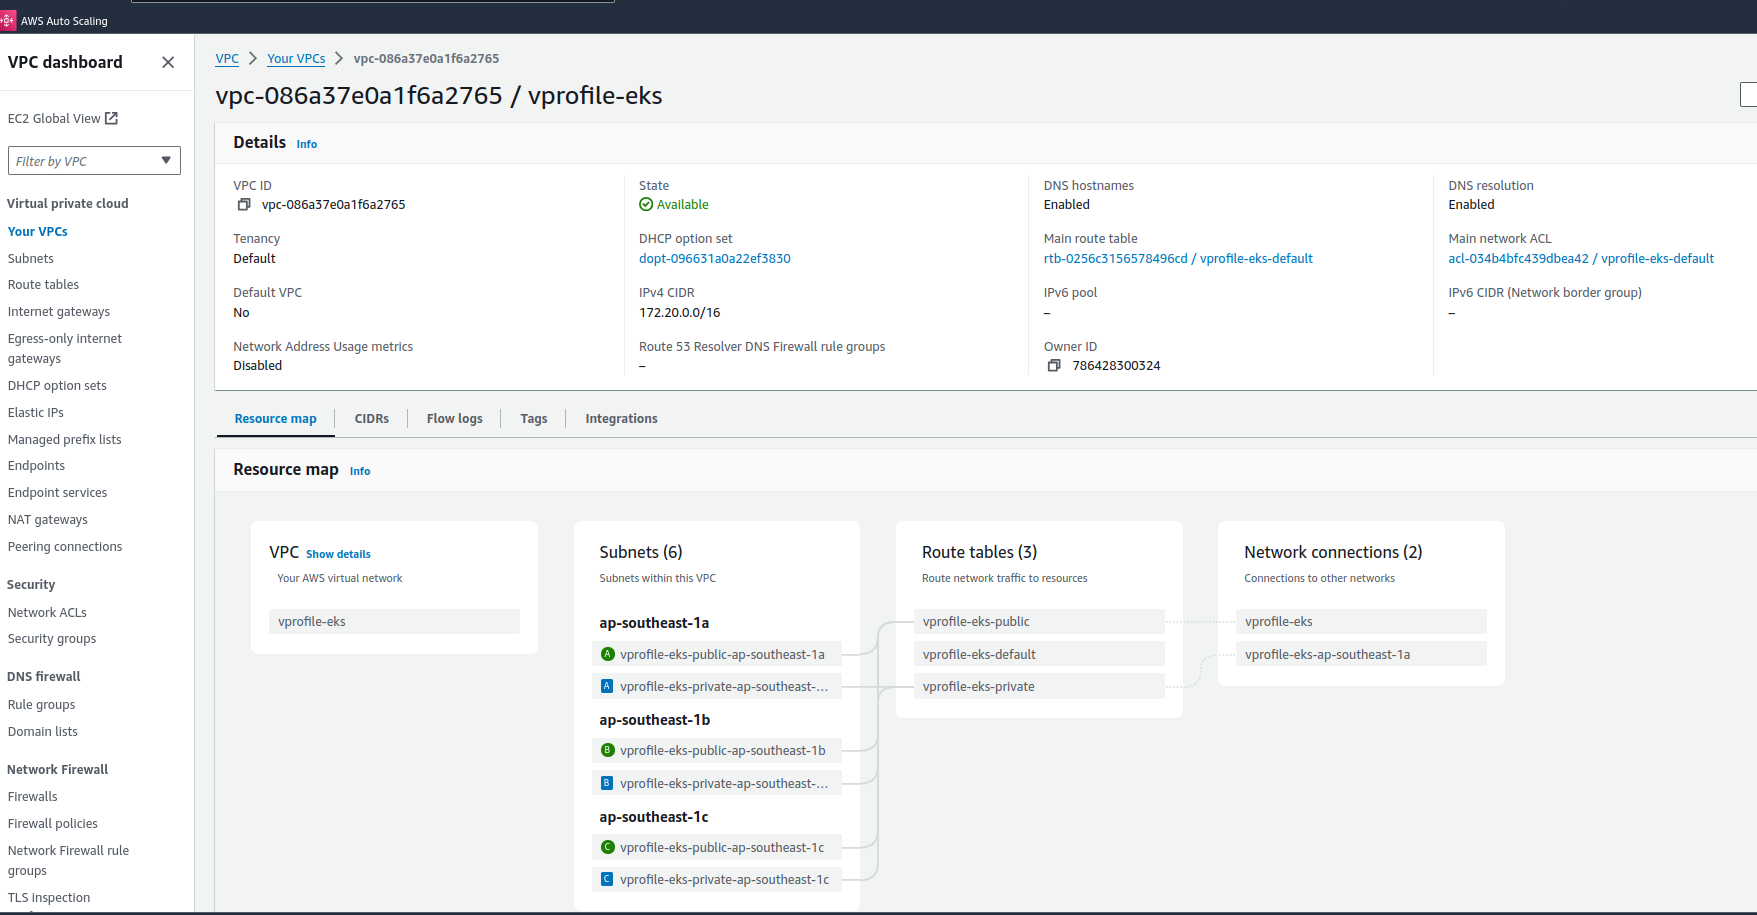 AWS Auto Scaling
VPC dashboard
EC2 Global View
Filter by VPC
Virtual private cloud
Your VPCs
Subnets
Route tables
Internet gateways
Egress-only internet
gateways
DHCP option sets
Elastic IPs
Managed prefix lists
Endpoints
Endpoint services
NAT gateways
Peering connections
Security
Network ACLs
Security groups
DNS firewall
Rule groups
Domain lists
Network Firewall
Firewalls
Firewall policies
Network Firewall rule
groups
TLS inspection
VPC > Your VPCs > vpc-086a37e0a1f6a2765
vpc-086a37e0a1f6a2765 / vprofile-eks
Details Info
VPC ID
vpc-086a37e0a1f6a2765
State
Available
DNS hostnames
Enabled
DNS resolution
Enabled
Tenancy
Default
DHCP option set
dopt-096631a0a22ef3830
Main route table
rtb-0256c3156578496cd / vprofile-eks-default
Main network ACL
acl-034b4bfc439dbea42 / vprofile-eks-default
Default VPC
No
IPv4 CIDR
172.20.0.0/16
IPv6 pool
–
IPv6 CIDR (Network border group)
–
Network Address Usage metrics
Disabled
Route 53 Resolver DNS Firewall rule groups
–
Owner ID
786428300324
Resource map
CIDRs
Flow logs
Tags
Integrations
Resource map Info
VPC Show details
Your AWS virtual network
vprofile-eks
Subnets (6)
Subnets within this VPC
ap-southeast-1a
A vprofile-eks-public-ap-southeast-1a
A vprofile-eks-private-ap-southeast-...
ap-southeast-1b
B vprofile-eks-public-ap-southeast-1b
B vprofile-eks-private-ap-southeast-...
ap-southeast-1c
C vprofile-eks-public-ap-southeast-1c
C vprofile-eks-private-ap-southeast-1c
Route tables (3)
Route network traffic to resources
vprofile-eks-public
vprofile-eks-default
vprofile-eks-private
Network connections (2)
Connections to other networks
vprofile-eks
vprofile-eks-ap-southeast-1a